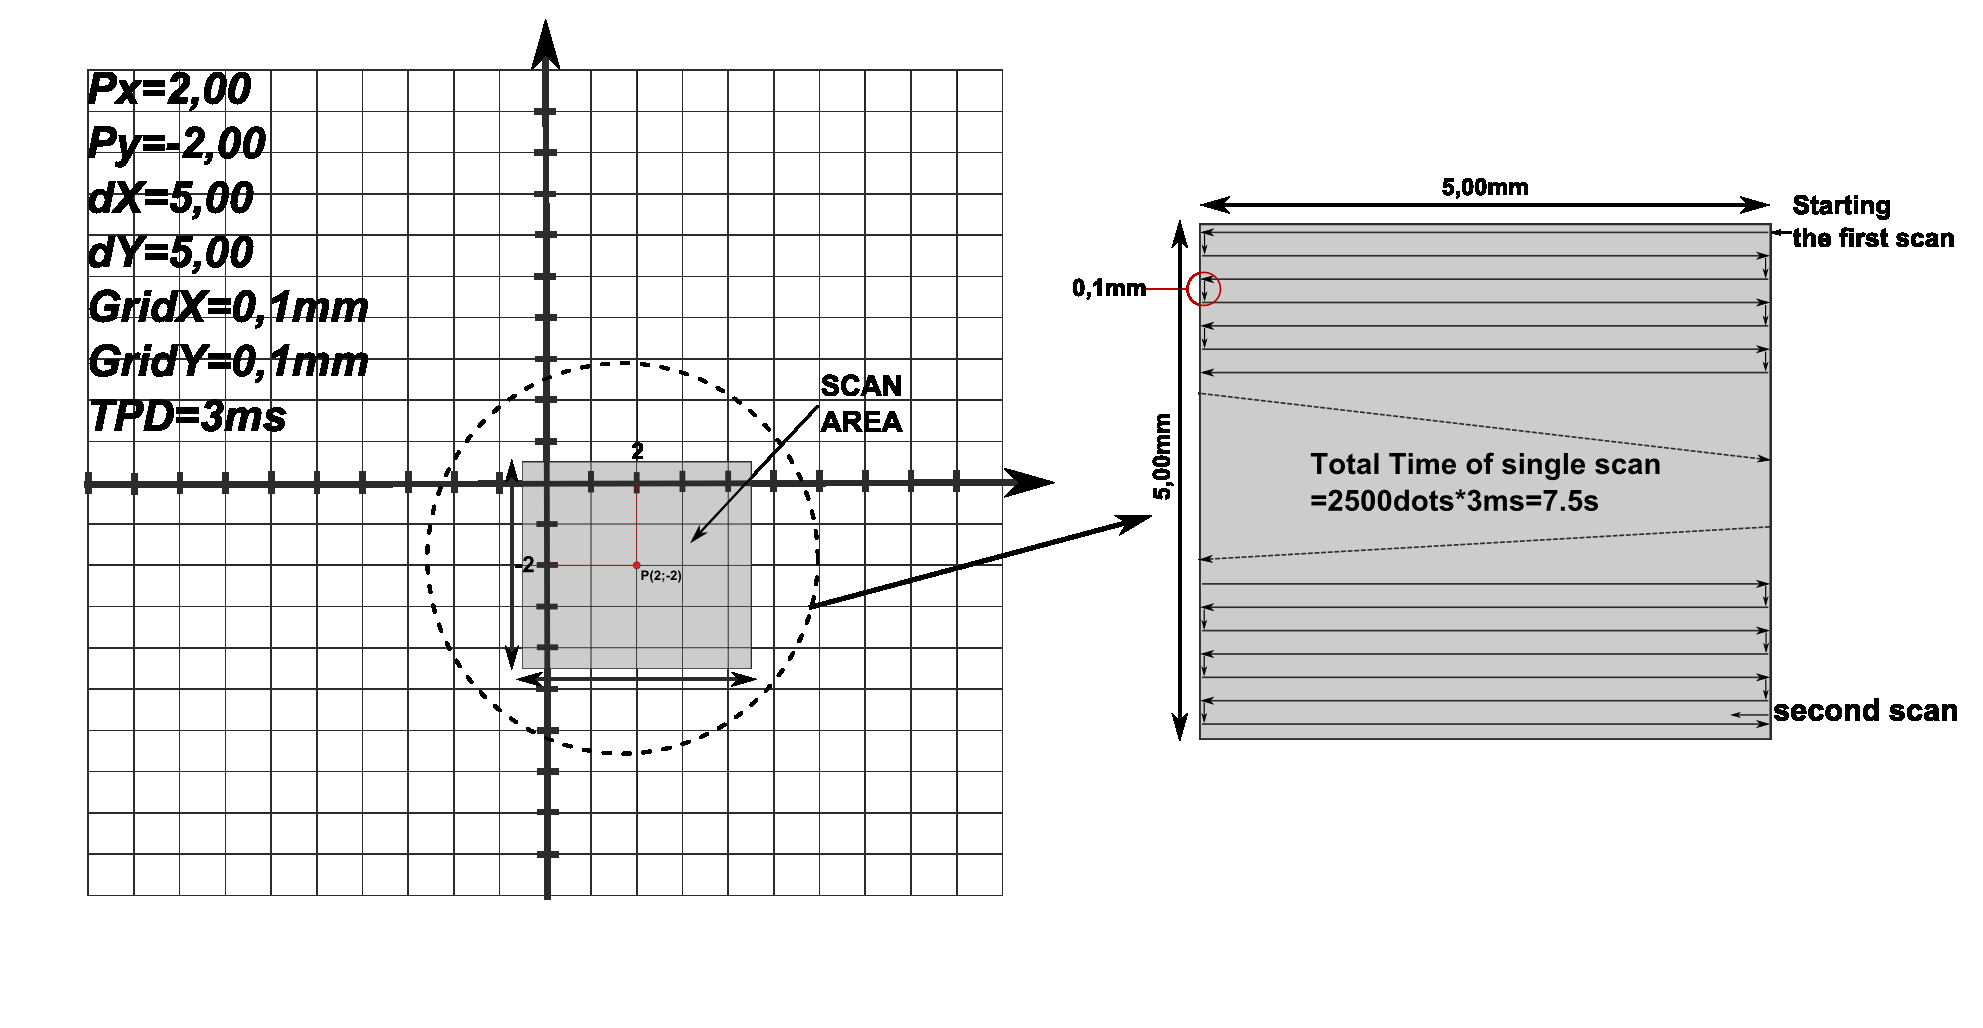 Px=2,00
Py=-2,00
dX=5,00
dY=5,00
GridX=0,1mm
GridY=0,1mm
TPD=3ms
SCAN
AREA
2
-2
P(2;-2)
5,00mm
Starting
the first scan
0,1mm
5,00mm
Total Time of single scan
=2500dots*3ms=7.5s
second scan